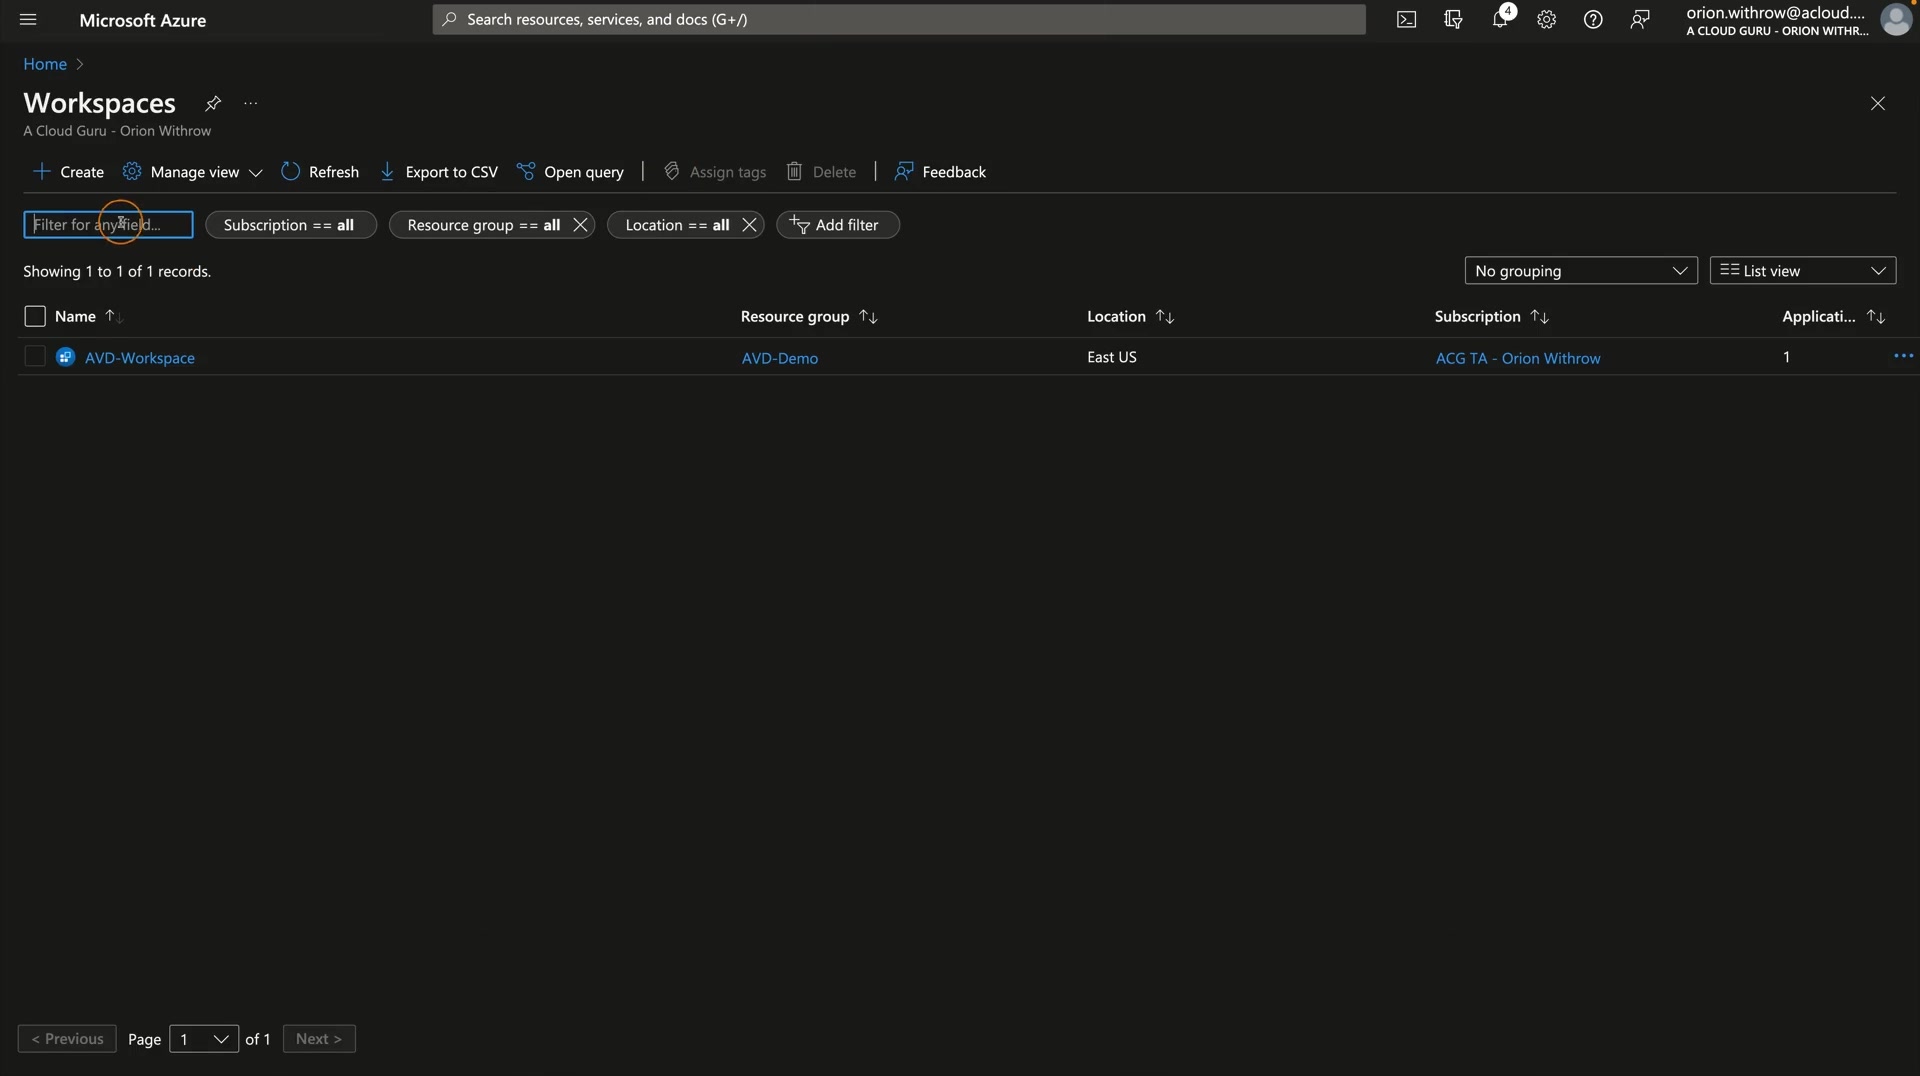 Microsoft Azure
Search resources, services, and docs (G+/)
4
orion.withrow@acloud....
A CLOUD GURU - ORION WITHR...
Home >
Workspaces
...
A Cloud Guru - Orion Withrow
Create
Manage view
Refresh
Export to CSV
Open query
Assign tags
Delete
Feedback
Filter for any field...
Subscription == all
Resource group == all
Location == all
Add filter
Showing 1 to 1 of 1 records.
No grouping
List view
Name
Resource group
Location
Subscription
Applicati...
AVD-Workspace
AVD-Demo
East US
ACG TA - Orion Withrow
1
...
< Previous
Page
1
of 1
Next >